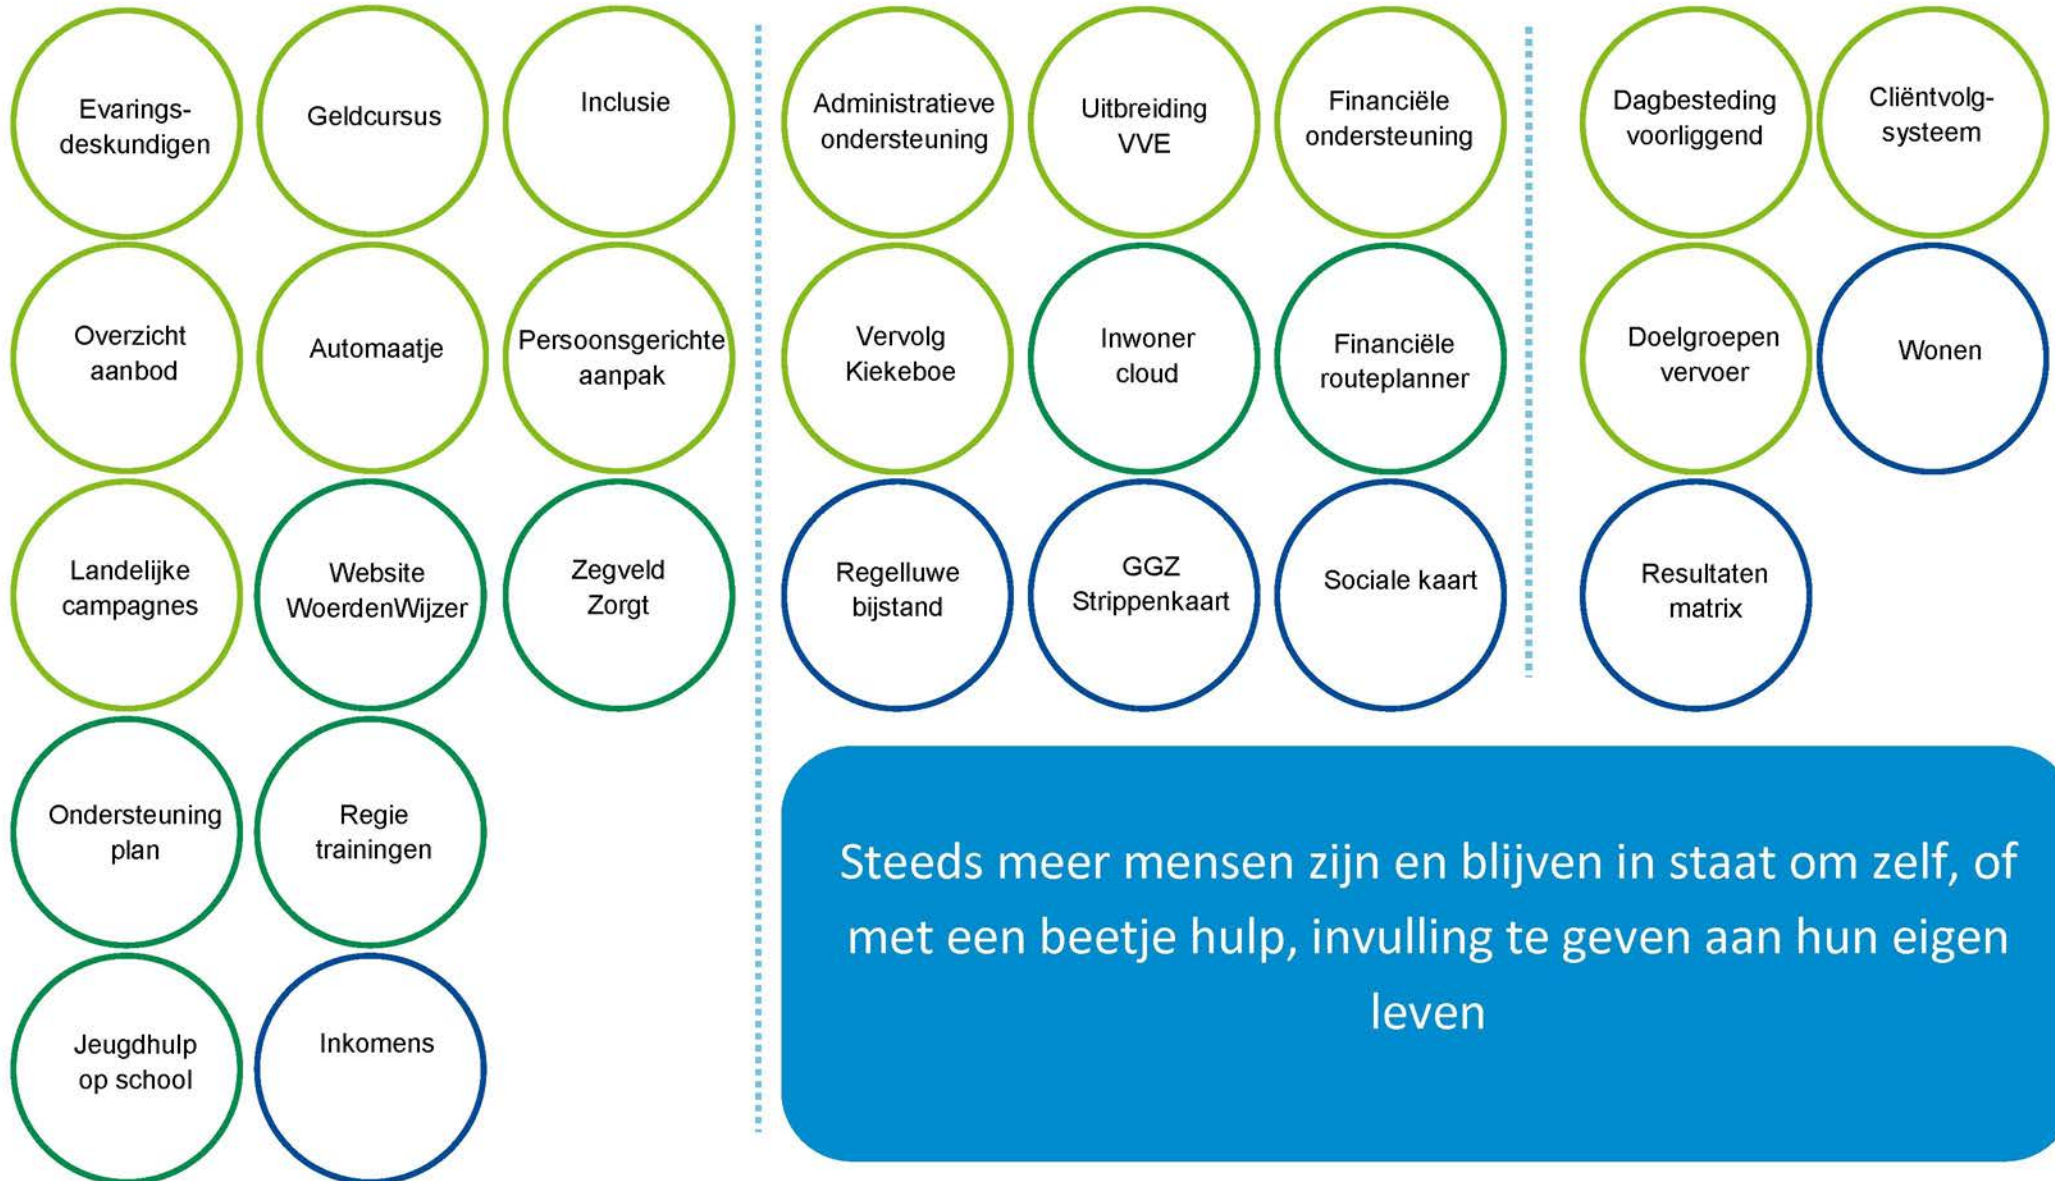 Evarings-
deskundigen
Geldcursus
Inclusie
Overzicht
aanbod
Automaatje
Persoonsgerichte
aanpak
Landelijke
campagnes
Website
WoerdenWijzer
Zegveld
Zorgt
Ondersteuning
plan
Regie
trainingen
Jeugdhulp
op school
Inkomens
Administratieve
ondersteuning
Uitbreiding
VVE
Financiële
ondersteuning
Vervolg
Kiekeboe
Inwoner
cloud
Financiële
routeplanner
Regelluwe
bijstand
GGZ
Strippenkaart
Sociale kaart
Dagbesteding
voorliggend
Cliëntvolg-
systeem
Doelgroepen
vervoer
Wonen
Resultaten
matrix
Steeds meer mensen zijn en blijven in staat om zelf, of
met een beetje hulp, invulling te geven aan hun eigen
leven